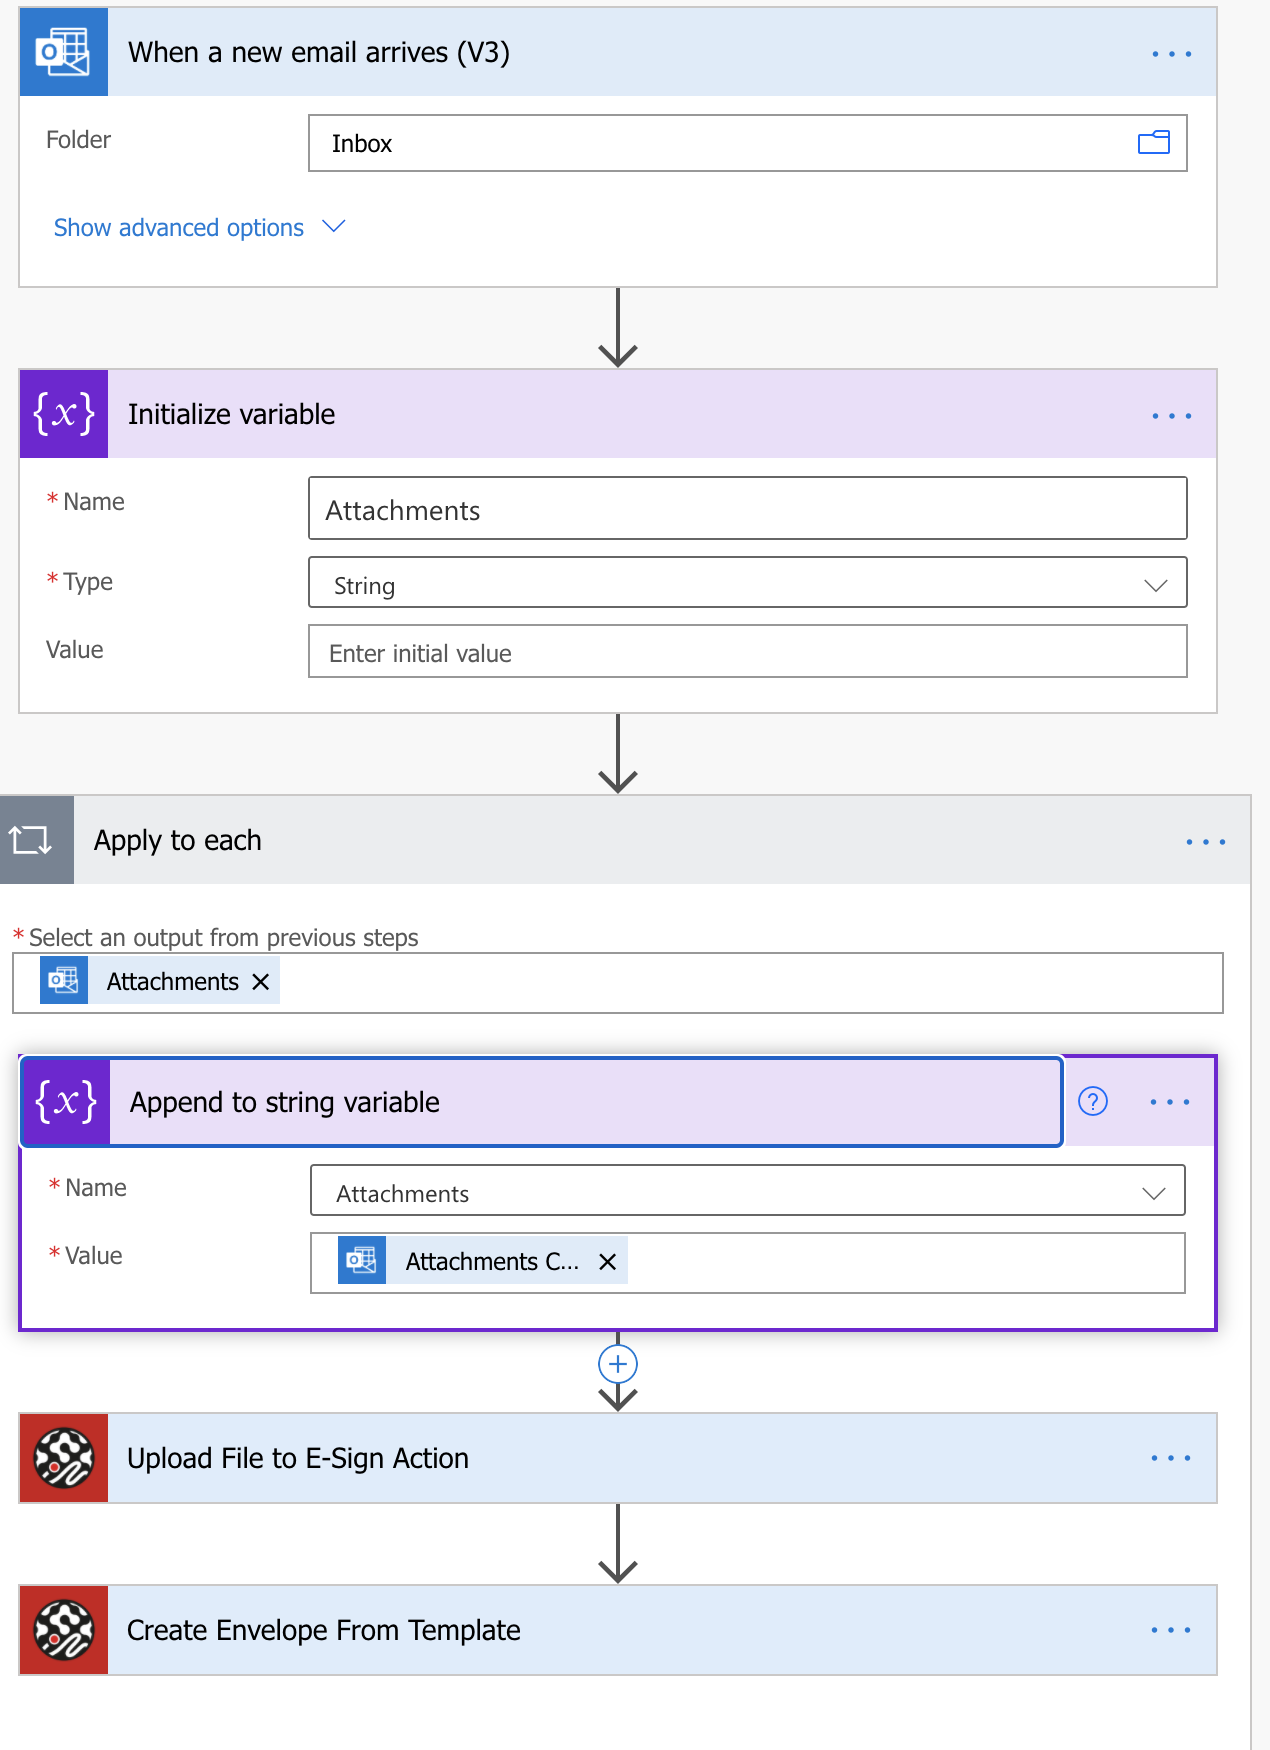 When a new email arrives (V3)
Folder
Inbox
Show advanced options
{x}
Initialize variable
* Name
Attachments
* Type
String
Value
Enter initial value
Apply to each
* Select an output from previous steps
Attachments
{x}
Append to string variable
* Name
Attachments
* Value
Attachments C...
Upload File to E-Sign Action
Create Envelope From Template